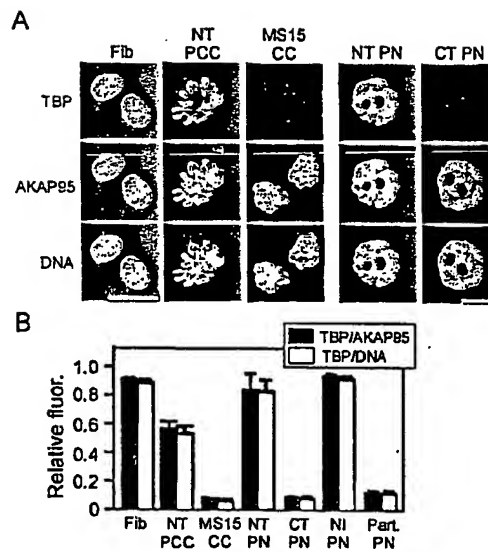 A
Fib
NT PCC
MS15 CC
NT PN
CT PN
TBP
AKAP95
DNA
B
TBP/AKAP95
TBP/DNA
Relative fluor.
1.0
0.8
0.6
0.4
0.2
0
Fib
NT PCC
MS15 CC
NT PN
CT PN
NI PN
Part. PN